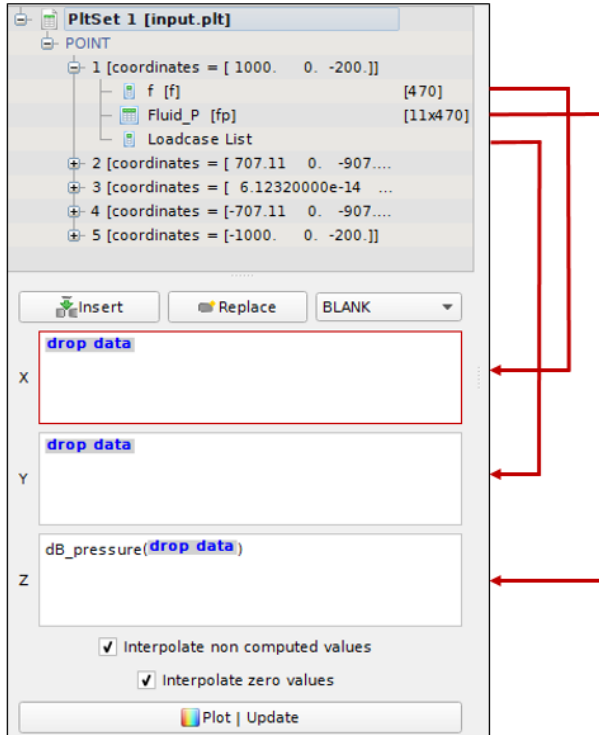 PltSet 1 [input.plt]
POINT
1 [coordinates = [ 1000. 0. -200.]]
f [f] [470]
Fluid_P [fp] [11x470]
Loadcase List
2 [coordinates = [ 707.11 0. -907....
3 [coordinates = [ 6.12320000e-14 ...
4 [coordinates = [-707.11 0. -907....
5 [coordinates = [-1000. 0. -200.]]
Insert Replace BLANK
X drop data
Y drop data
Z dB_pressure(drop data)
Interpolate non computed values
Interpolate zero values
Plot | Update